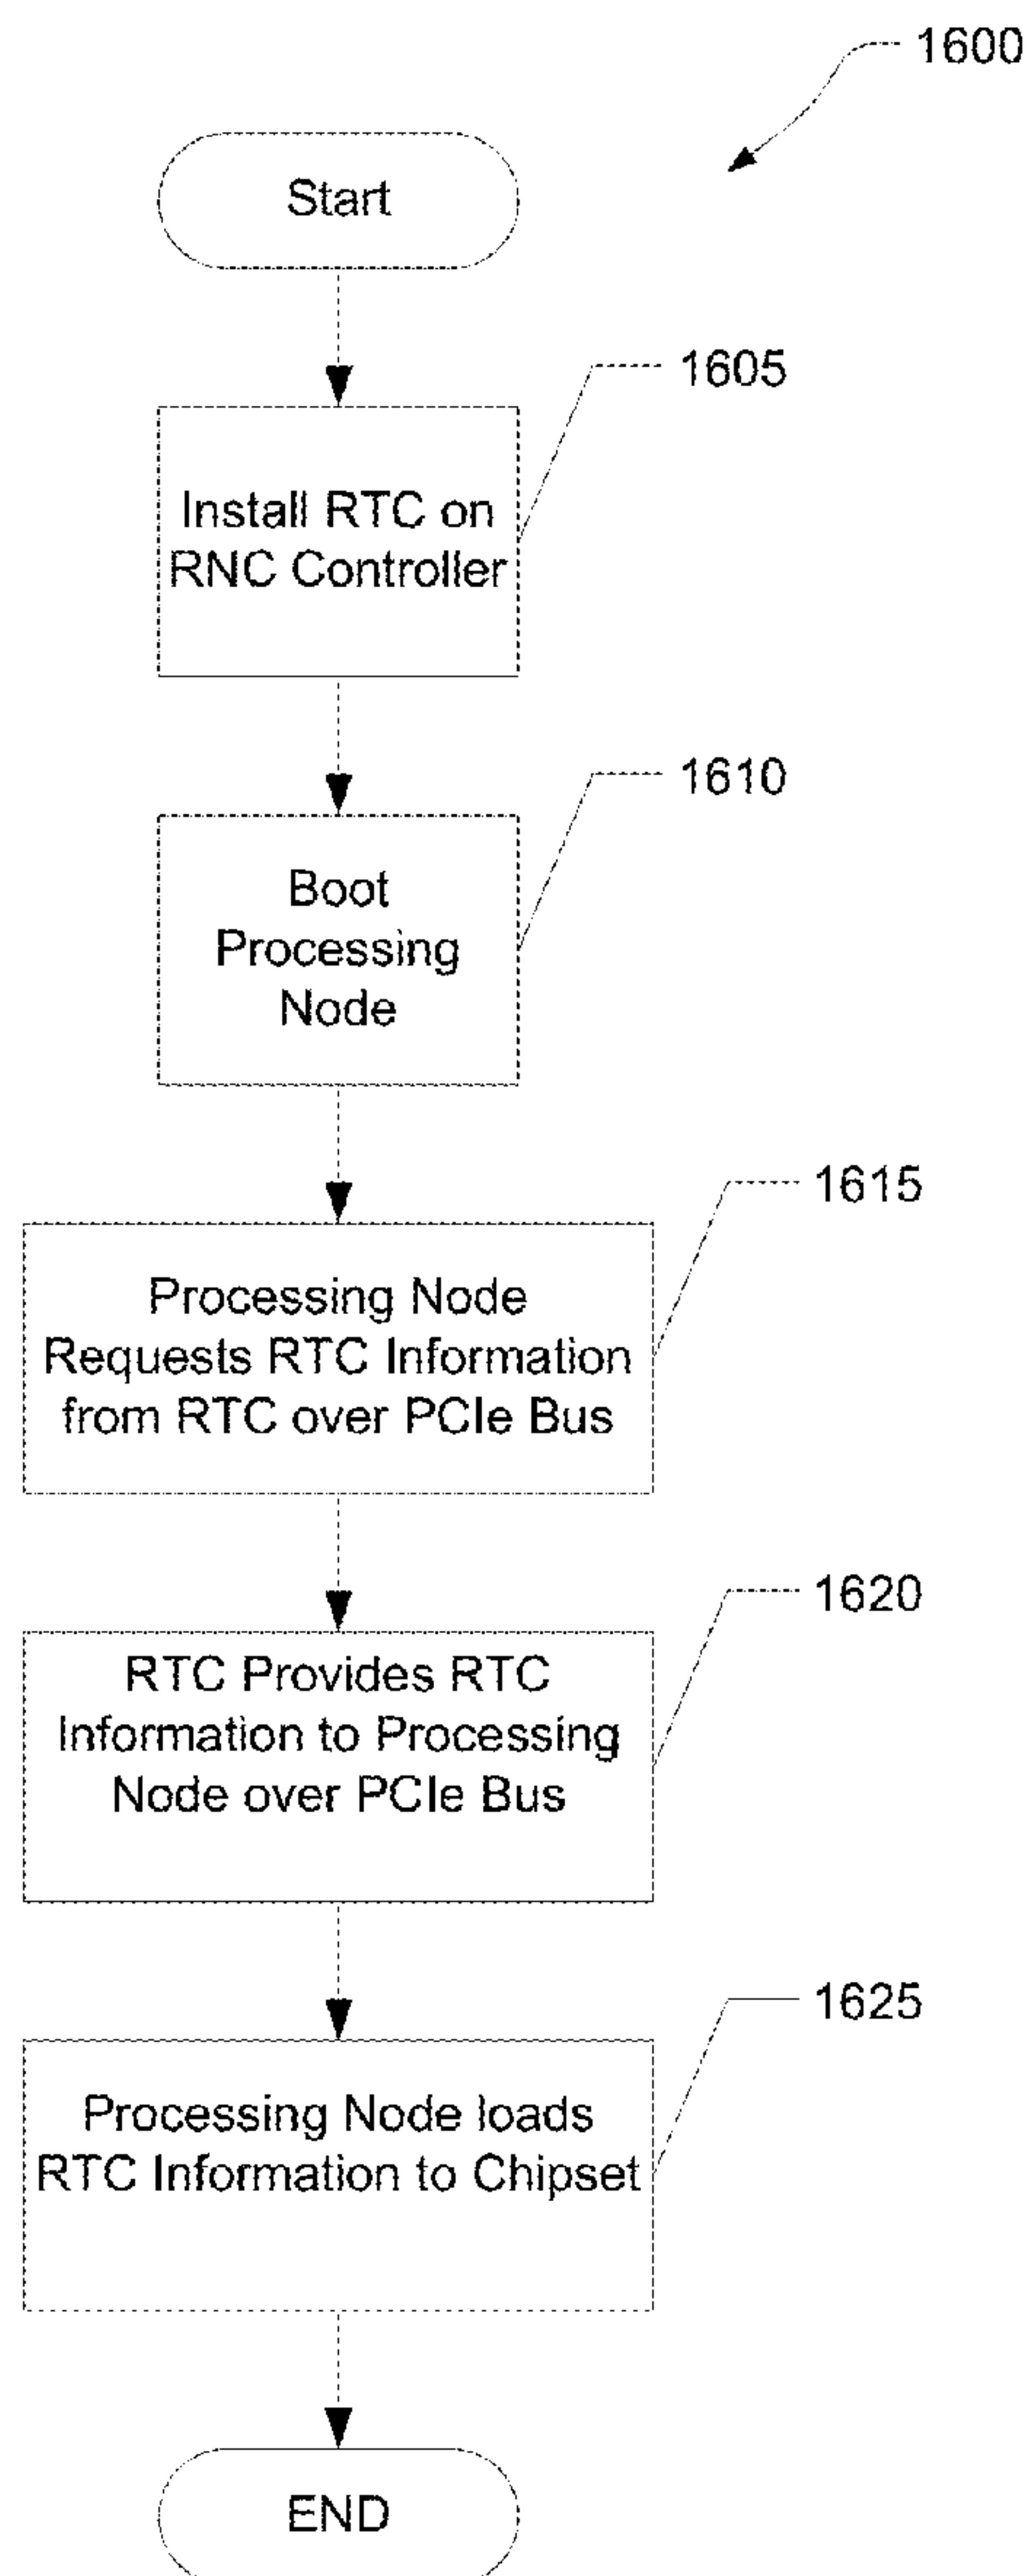 1600
Start
1605
Install RTC on
RNC Controller
1610
Boot
Processing
Node
1615
Processing Node
Requests RTC Information
from RTC over PCIe Bus
1620
RTC Provides RTC
Information to Processing
Node over PCIe Bus
1625
Processing Node loads
RTC Information to Chipset
END